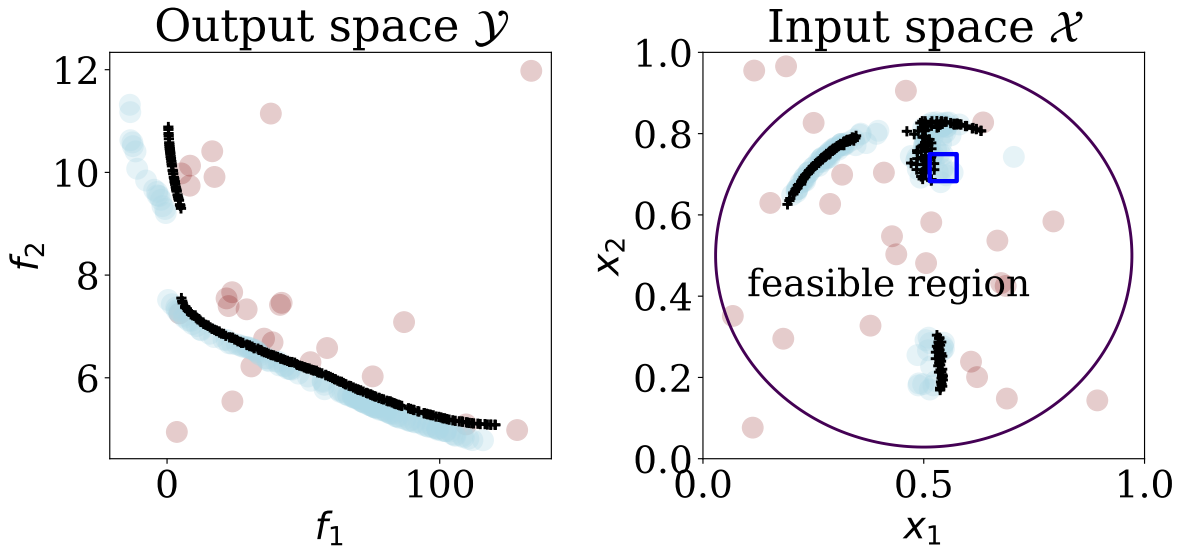 Output space 𝒴
12
10
8
6
f₂
0
100
f₁
Input space 𝒳
1.0
0.8
0.6
0.4
0.2
0.0
x₂
feasible region
0.0
0.5
1.0
x₁